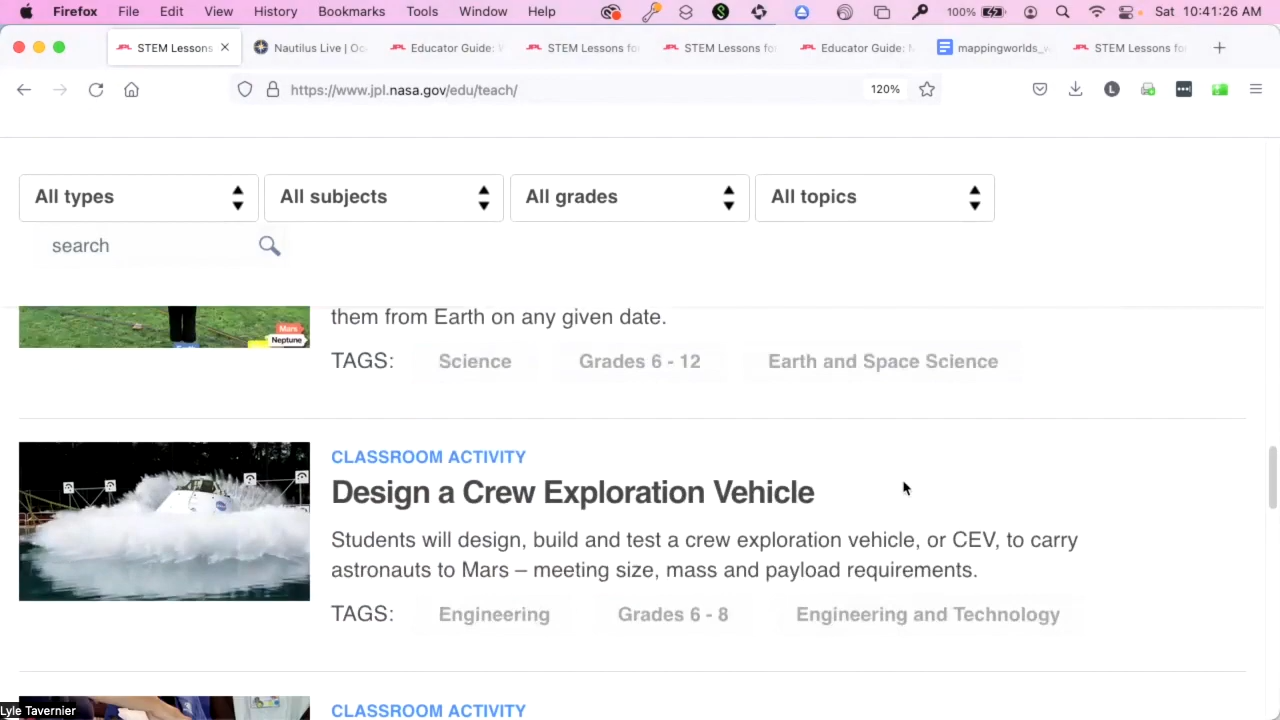 Firefox File Edit View History Bookmarks Tools Window Help 100% Sat 10:41:26 AM
STEM Lessons Nautilus Live | Oc Educator Guide: STEM Lessons fo STEM Lessons fo Educator Guide: M mappingworlds_w STEM Lessons fo
https://www.jpl.nasa.gov/edu/teach/ 120%
All types All subjects All grades All topics
search
Mars
Neptune
them from Earth on any given date.
TAGS: Science Grades 6 - 12 Earth and Space Science
CLASSROOM ACTIVITY
Design a Crew Exploration Vehicle
Students will design, build and test a crew exploration vehicle, or CEV, to carry
astronauts to Mars – meeting size, mass and payload requirements.
TAGS: Engineering Grades 6 - 8 Engineering and Technology
CLASSROOM ACTIVITY
Lyle Tavernier